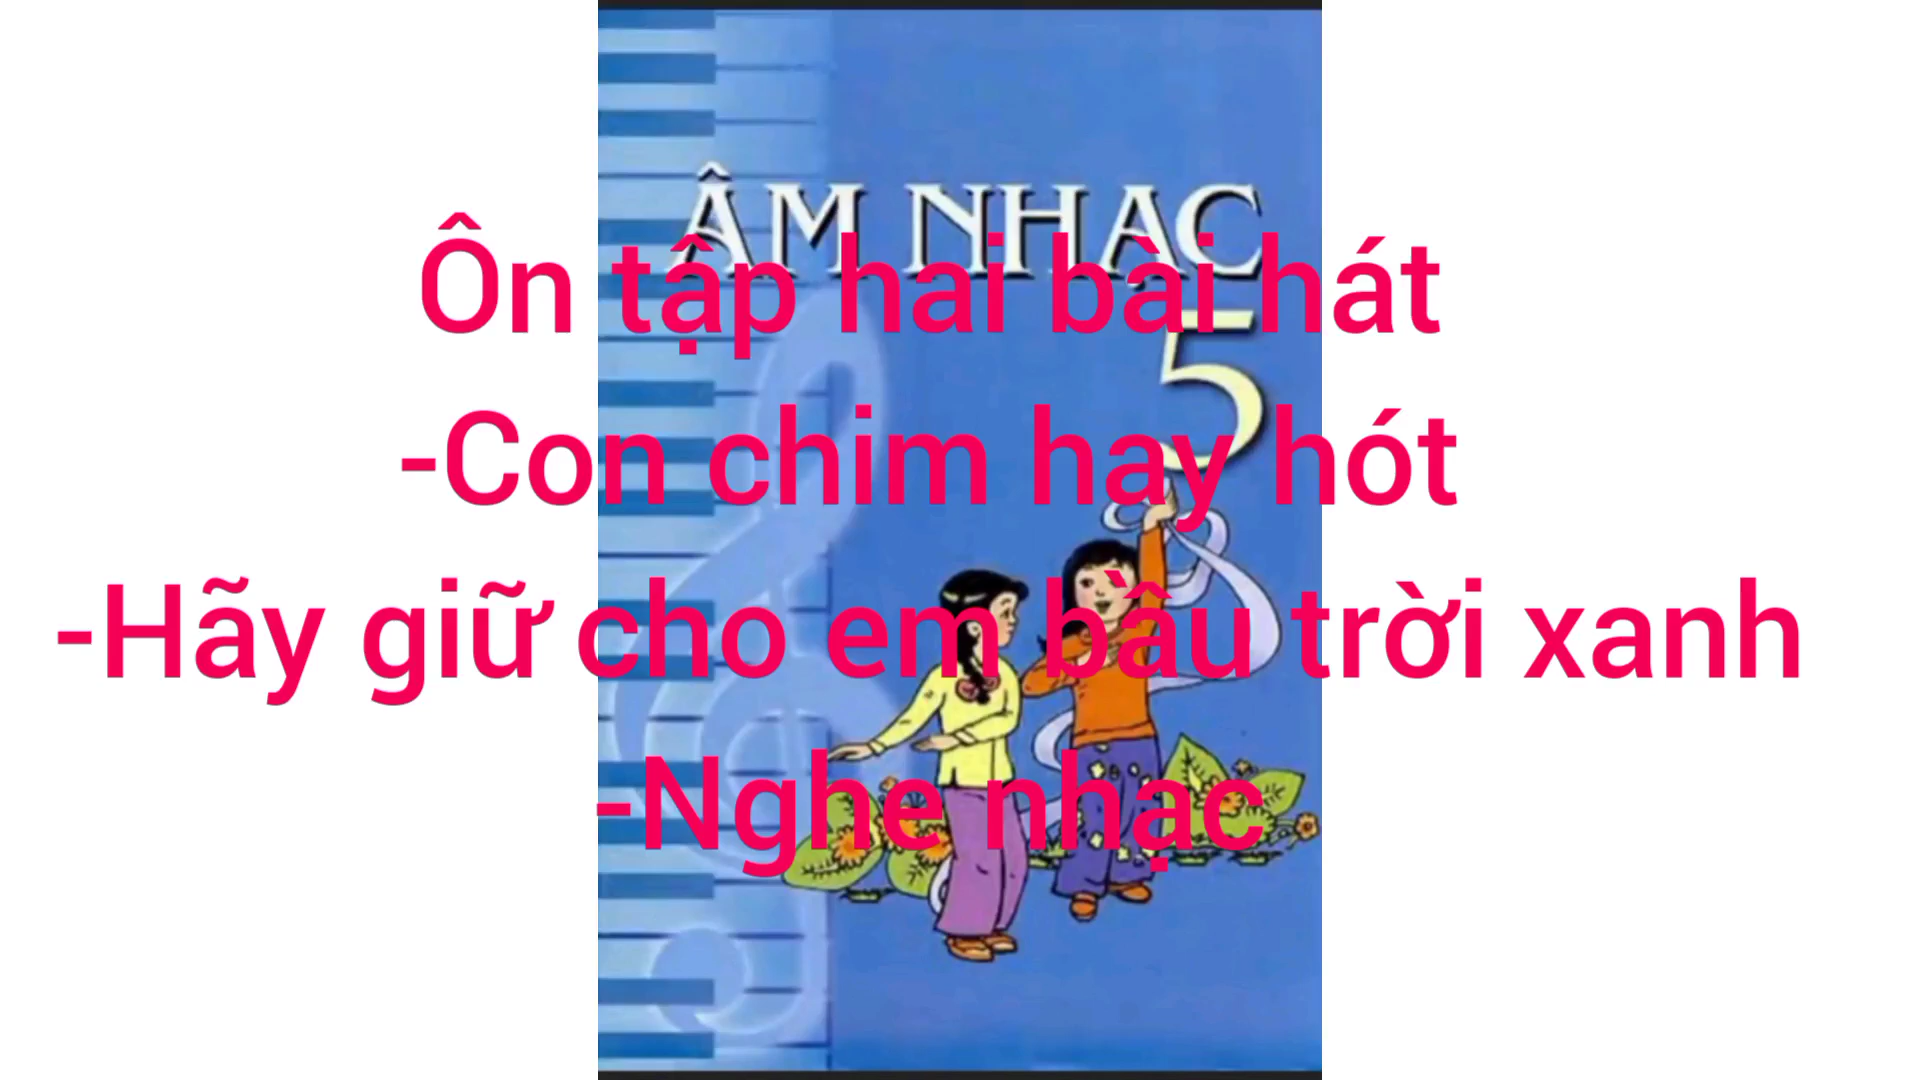 ÂM NHẠC
5
Ôn tập hai bài hát
-Con chim hay hót
-Hãy giữ cho em bầu trời xanh
-Nghe nhạc